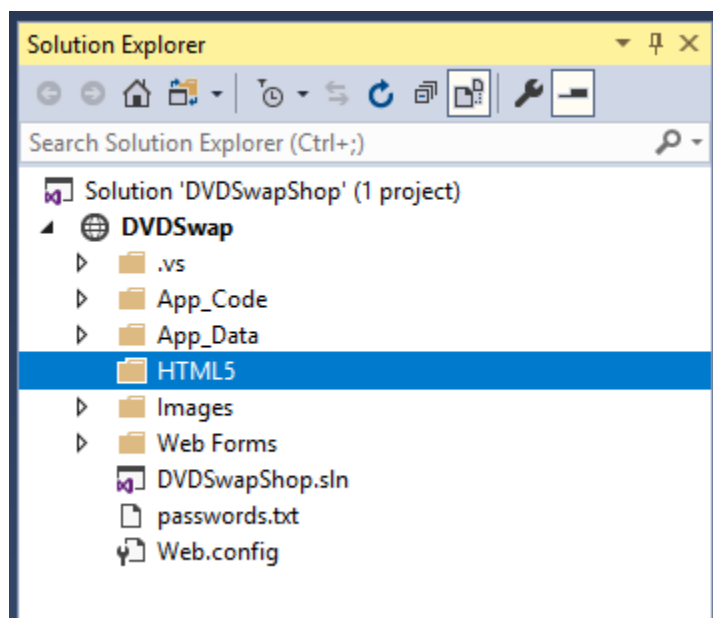 Solution Explorer
Search Solution Explorer (Ctrl+;)
Solution 'DVDSwapShop' (1 project)
DVDSwap
.vs
App_Code
App_Data
HTML5
Images
Web Forms
DVDSwapShop.sln
passwords.txt
Web.config